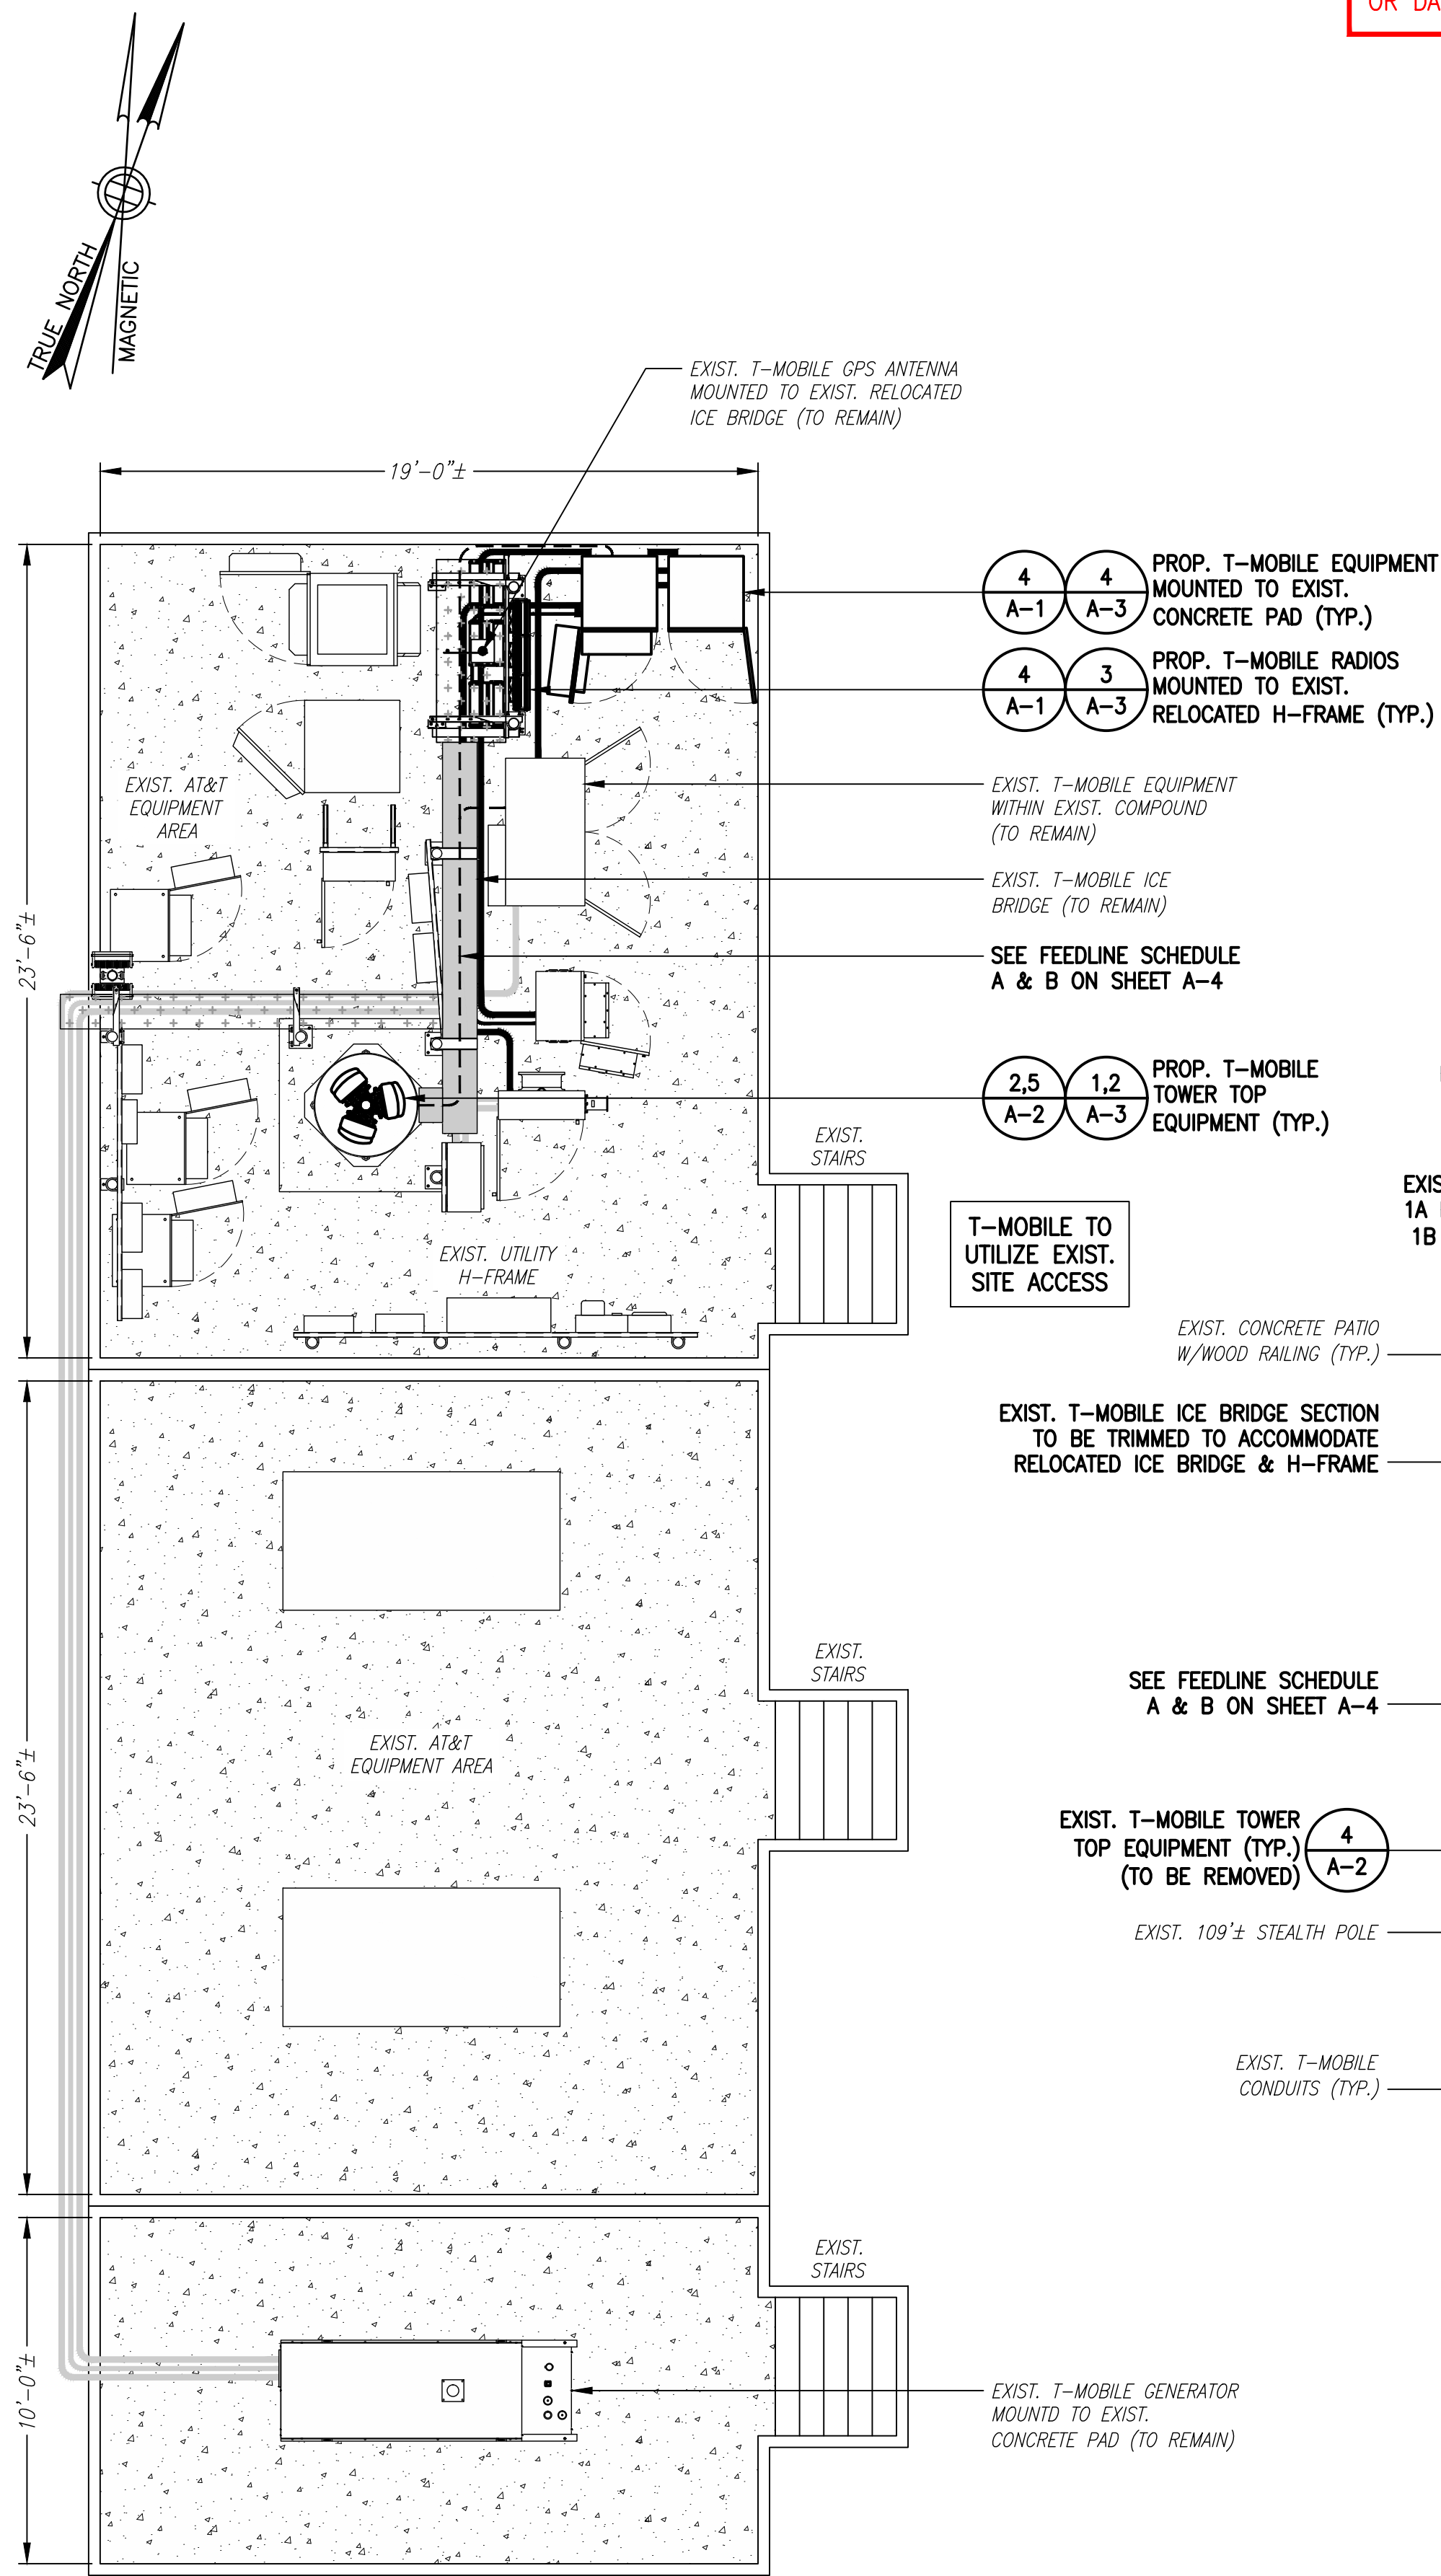 OR DA
TRUE NORTH
MAGNETIC
EXIST. T-MOBILE GPS ANTENNA
MOUNTED TO EXIST. RELOCATED
ICE BRIDGE (TO REMAIN)
19'-0"±
4
A-1
4
A-3
PROP. T-MOBILE EQUIPMENT
MOUNTED TO EXIST.
CONCRETE PAD (TYP.)
4
A-1
3
A-3
PROP. T-MOBILE RADIOS
MOUNTED TO EXIST.
RELOCATED H-FRAME (TYP.)
EXIST. AT&T
EQUIPMENT
AREA
EXIST. T-MOBILE EQUIPMENT
WITHIN EXIST. COMPOUND
(TO REMAIN)
EXIST. T-MOBILE ICE
BRIDGE (TO REMAIN)
23'-6"±
SEE FEEDLINE SCHEDULE
A & B ON SHEET A-4
2,5
A-2
1,2
A-3
PROP. T-MOBILE
TOWER TOP
EQUIPMENT (TYP.)
EXIST.
STAIRS
EXIS
1A
1B
T-MOBILE TO
UTILIZE EXIST.
SITE ACCESS
EXIST. UTILITY
H-FRAME
EXIST. CONCRETE PATIO
W/WOOD RAILING (TYP.)
EXIST. T-MOBILE ICE BRIDGE SECTION
TO BE TRIMMED TO ACCOMMODATE
RELOCATED ICE BRIDGE & H-FRAME
EXIST.
STAIRS
SEE FEEDLINE SCHEDULE
A & B ON SHEET A-4
EXIST. AT&T
EQUIPMENT AREA
23'-6"±
EXIST. T-MOBILE TOWER
TOP EQUIPMENT (TYP.)
(TO BE REMOVED)
4
A-2
EXIST. 109'± STEALTH POLE
EXIST. T-MOBILE
CONDUITS (TYP.)
EXIST.
STAIRS
10'-0"±
EXIST. T-MOBILE GENERATOR
MOUNTD TO EXIST.
CONCRETE PAD (TO REMAIN)